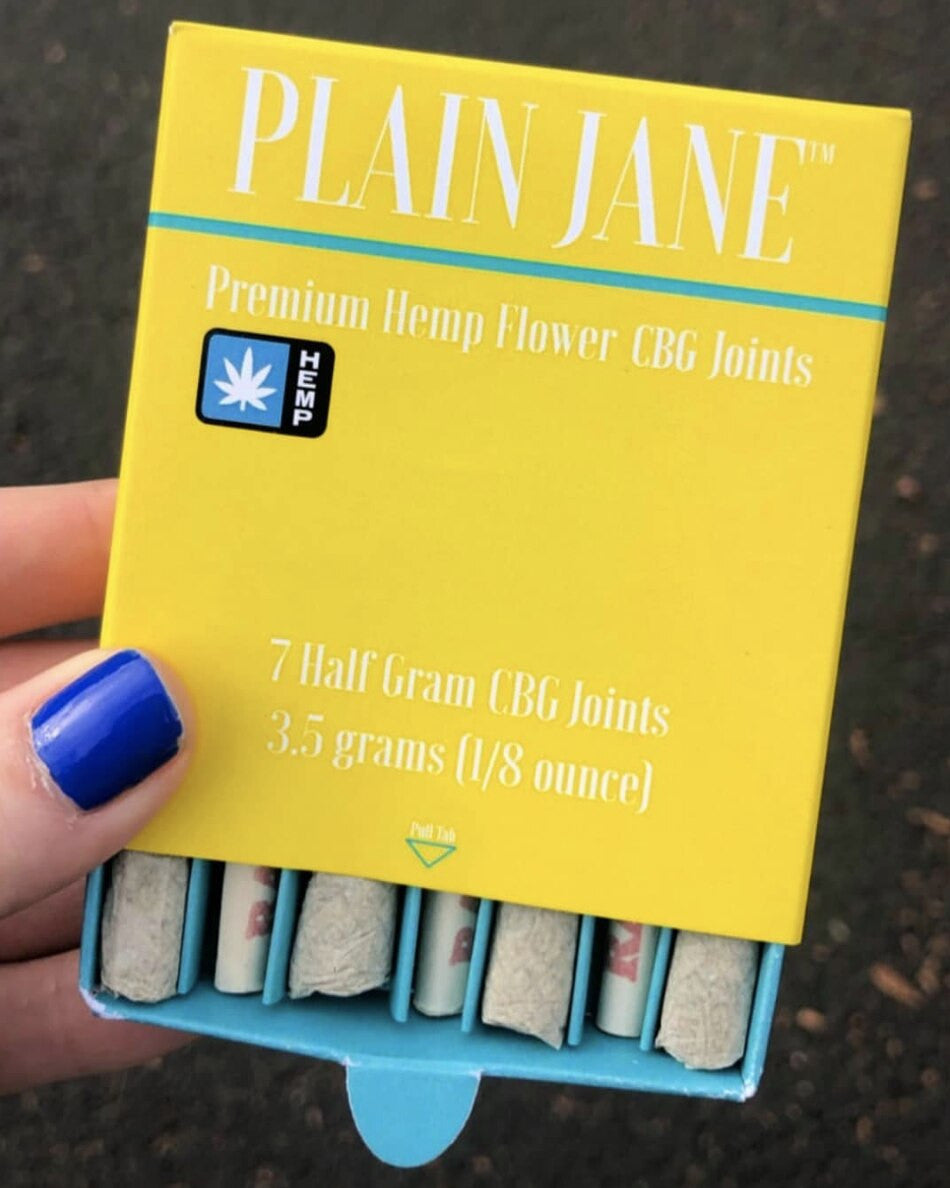 PLAIN JANE™
Premium Hemp Flower CBG Joints
HEMP
7 Half Gram CBG Joints
3.5 grams (1/8 ounce)
Pull Tab